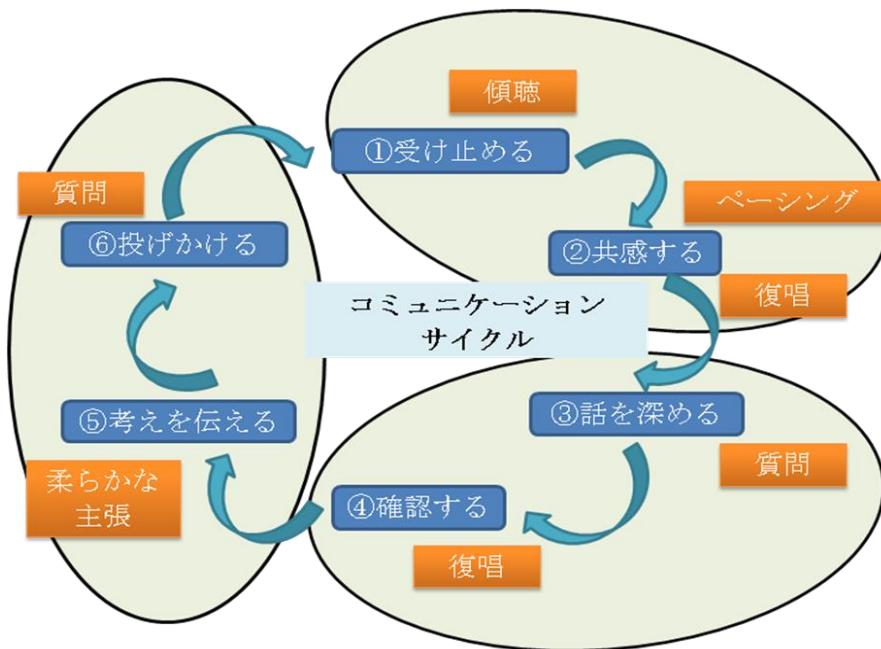 傾聴
①受け止める
ペーシング
②共感する
復唱
コミュニケーション
サイクル
③話を深める
質問
④確認する
復唱
⑤考えを伝える
柔らかな
主張
質問
⑥投げかける